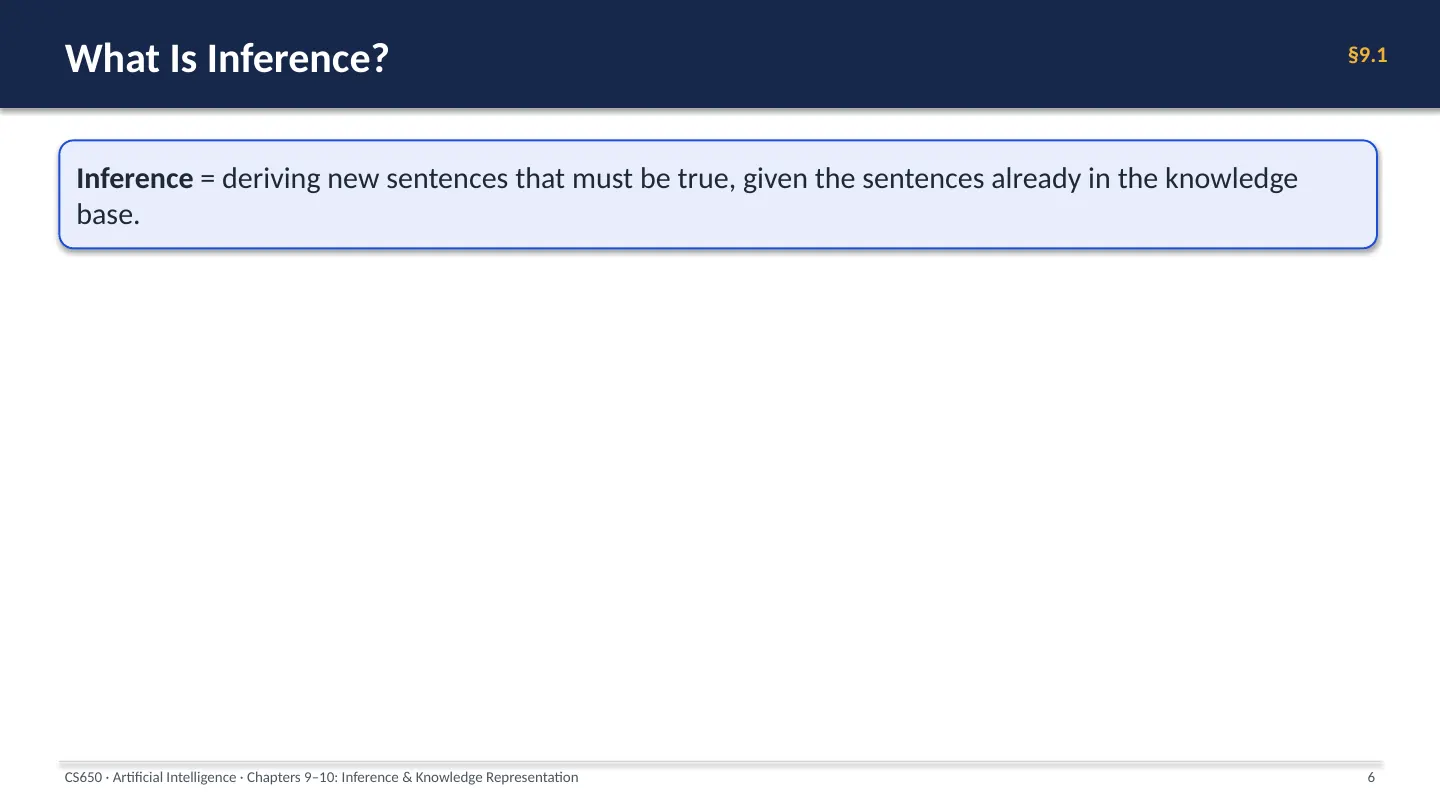 What Is Inference?
§9.1
Inference = deriving new sentences that must be true, given the sentences already in the knowledge
base.
CS650 · Artificial Intelligence · Chapters 9–10: Inference & Knowledge Representation
6